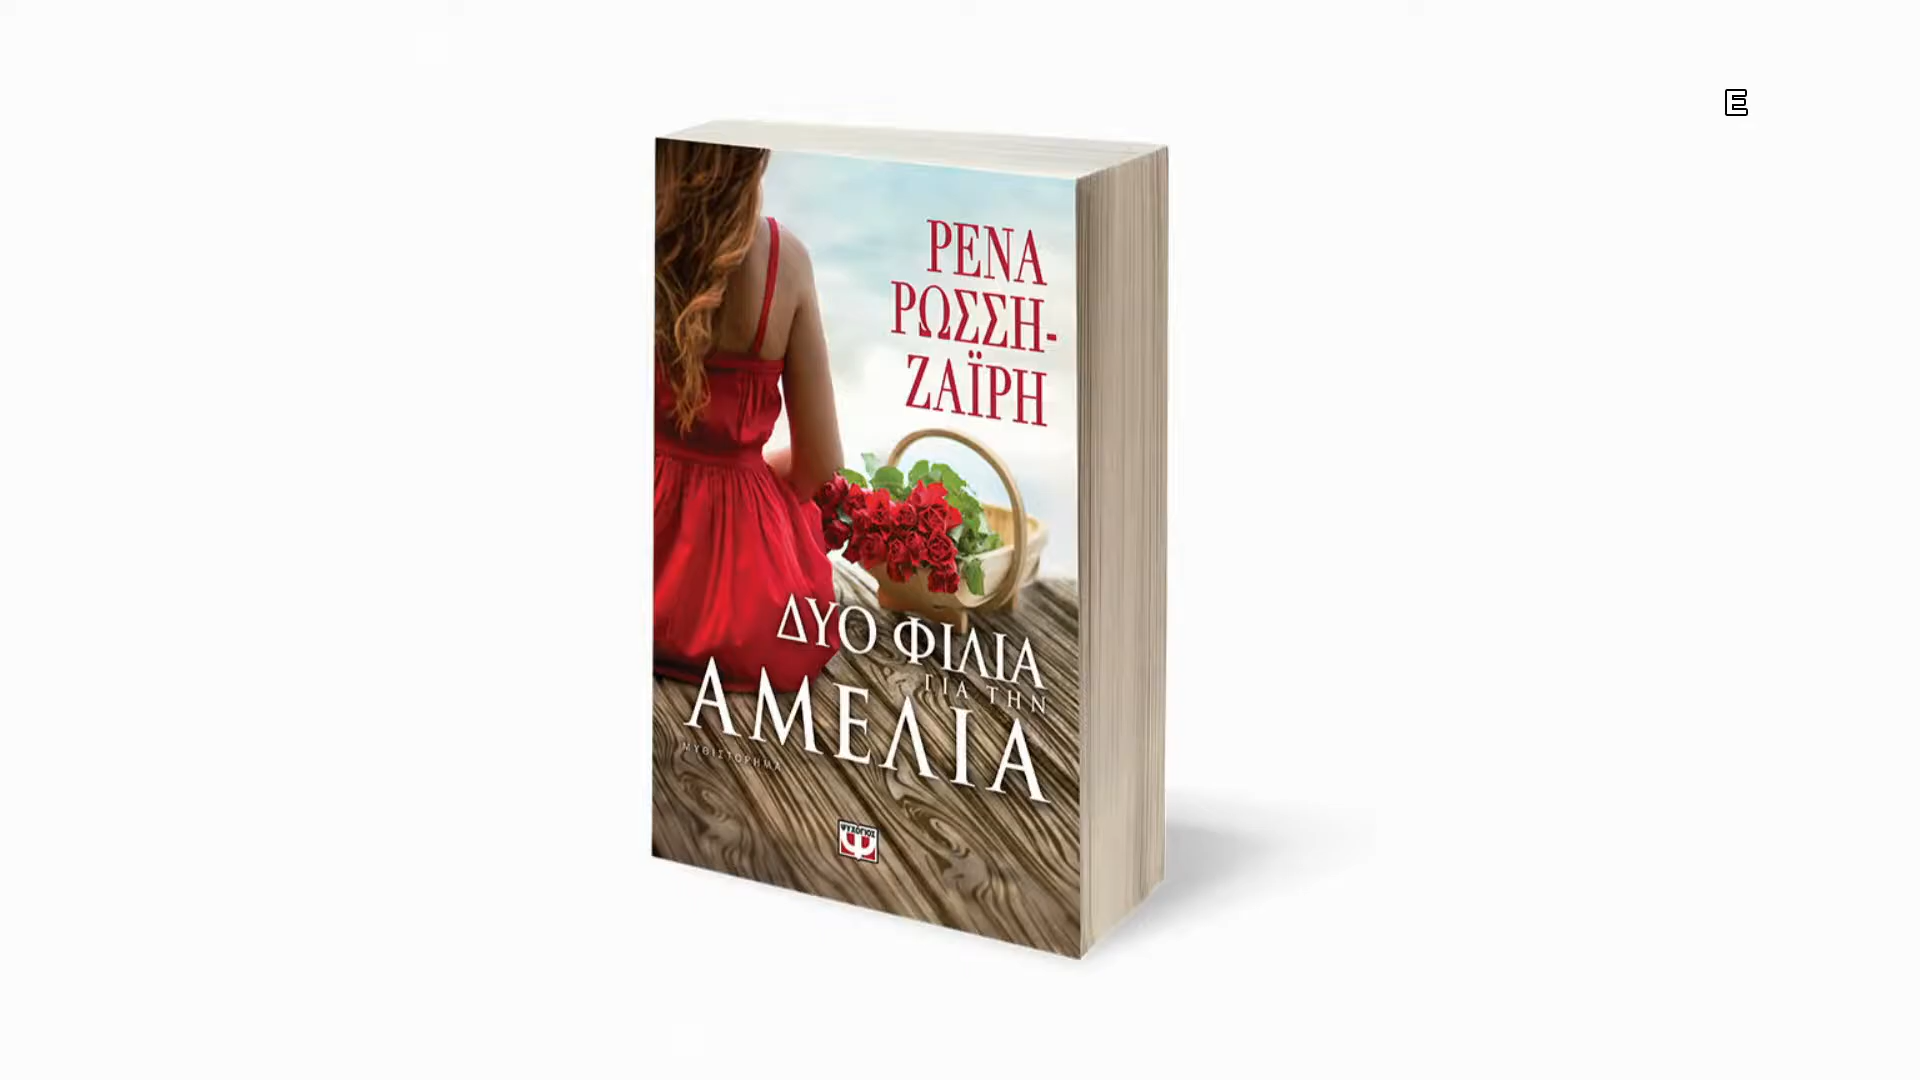 ΡΕΝΑ
ΡΩΣΣΗ-
ΖΑΪΡΗ
ΔΥΟ ΦΙΛΙΑ
ΓΙΑ ΤΗΝ
ΑΜΕΛΙΑ
ΜΥΘΙΣΤΟΡΗΜΑ
ΨΥΧΟΓΙΟΣ
Ψ
E